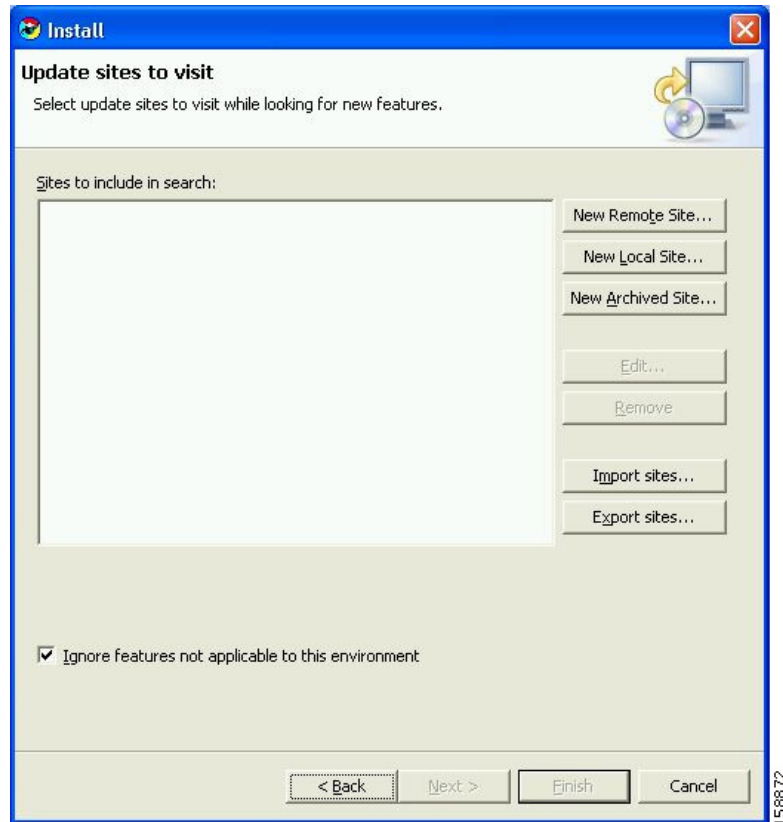 Install
Update sites to visit
Select update sites to visit while looking for new features.
Sites to include in search:
New Remote Site...
New Local Site...
New Archived Site...
Edit...
Remove
Import sites...
Export sites...
Ignore features not applicable to this environment
< Back
Next >
Finish
Cancel
158872